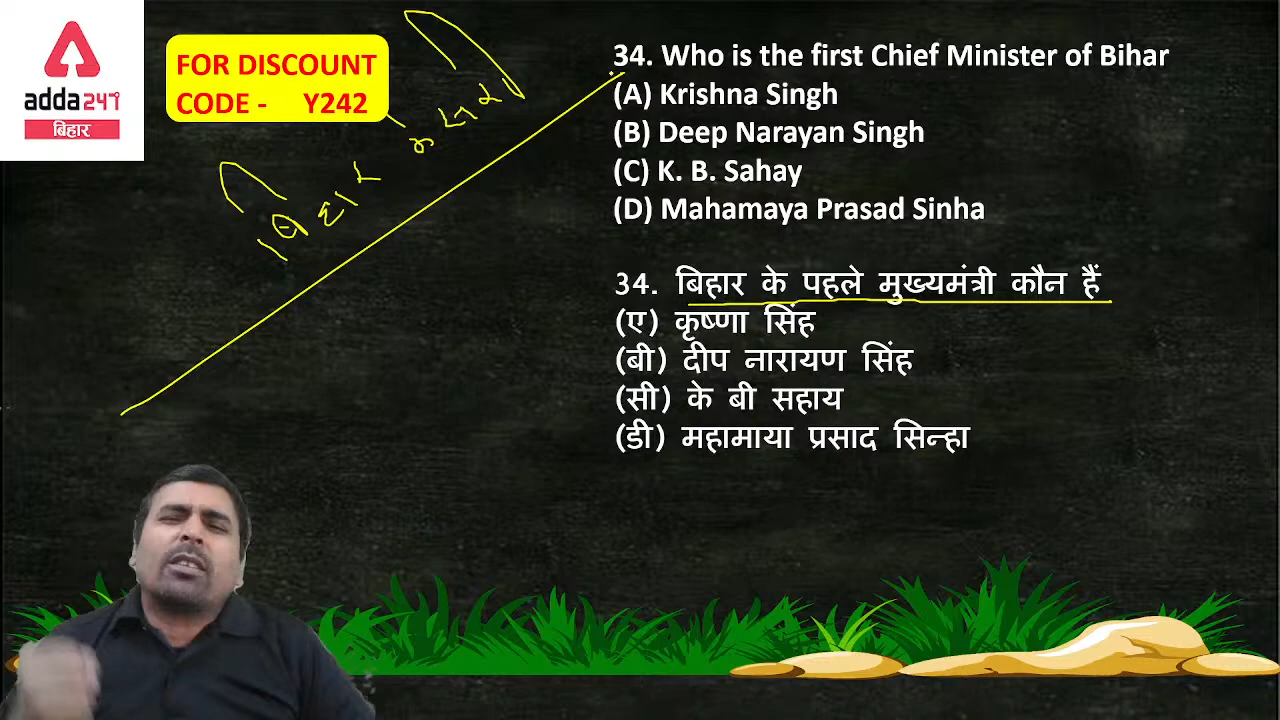 adda247
बिहार
FOR DISCOUNT
CODE - Y242
बिहार
34. Who is the first Chief Minister of Bihar
(A) Krishna Singh
(B) Deep Narayan Singh
(C) K. B. Sahay
(D) Mahamaya Prasad Sinha
34. बिहार के पहले मुख्यमंत्री कौन हैं
(ए) कृष्णा सिंह
(बी) दीप नारायण सिंह
(सी) के बी सहाय
(डी) महामाया प्रसाद सिन्हा